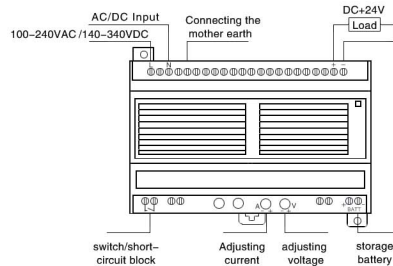 AC/DC Input
100-240VAC/140-340VDC
Connecting the
mother earth
DC+24V
Load
L N
+ −
A
V
− +
− +
+ −
BATT
switch/short-
circuit block
Adjusting
current
adjusting
voltage
storage
battery